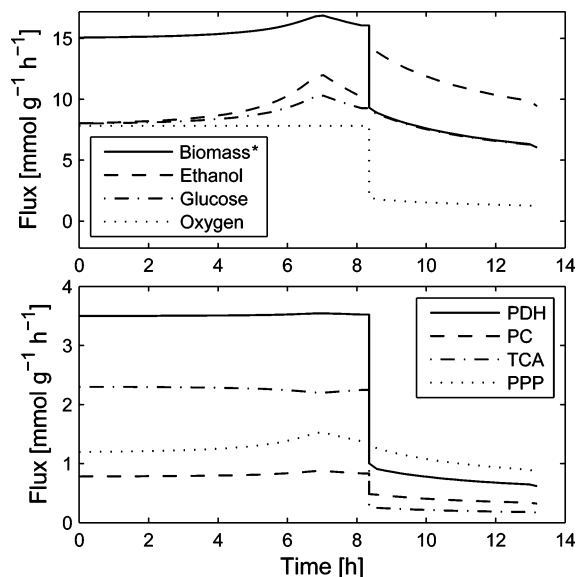 Flux [mmol g⁻¹ h⁻¹]
15
10
5
0
Biomass*
Ethanol
Glucose
Oxygen
0 2 4 6 8 10 12 14
Flux [mmol g⁻¹ h⁻¹]
3
2
1
0
PDH
PC
TCA
PPP
0 2 4 6 8 10 12 14
Time [h]